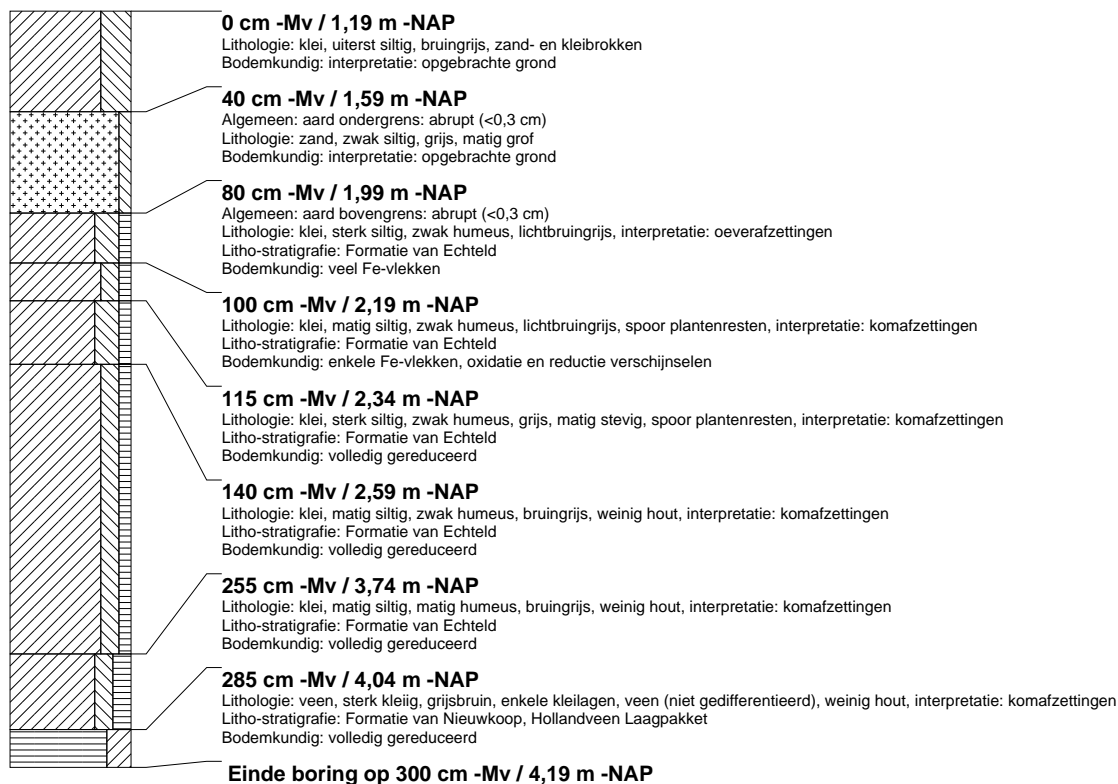 0 cm -Mv / 1,19 m -NAP
Lithologie: klei, uiterst siltig, bruingrijs, zand- en kleibrokken
Bodemkundig: interpretatie: opgebrachte grond
40 cm -Mv / 1,59 m -NAP
Algemeen: aard ondergrens: abrupt (<0,3 cm)
Lithologie: zand, zwak siltig, grijs, matig grof
Bodemkundig: interpretatie: opgebrachte grond
80 cm -Mv / 1,99 m -NAP
Algemeen: aard bovengrens: abrupt (<0,3 cm)
Lithologie: klei, sterk siltig, zwak humeus, lichtbruingrijs, interpretatie: oeverafzettingen
Litho-stratigrafie: Formatie van Echteld
Bodemkundig: veel Fe-vlekken
100 cm -Mv / 2,19 m -NAP
Lithologie: klei, matig siltig, zwak humeus, lichtbruingrijs, spoor plantenresten, interpretatie: komafzettingen
Litho-stratigrafie: Formatie van Echteld
Bodemkundig: enkele Fe-vlekken, oxidatie en reductie verschijnselen
115 cm -Mv / 2,34 m -NAP
Lithologie: klei, sterk siltig, zwak humeus, grijs, matig stevig, spoor plantenresten, interpretatie: komafzettingen
Litho-stratigrafie: Formatie van Echteld
Bodemkundig: volledig gereduceerd
140 cm -Mv / 2,59 m -NAP
Lithologie: klei, matig siltig, zwak humeus, bruingrijs, weinig hout, interpretatie: komafzettingen
Litho-stratigrafie: Formatie van Echteld
Bodemkundig: volledig gereduceerd
255 cm -Mv / 3,74 m -NAP
Lithologie: klei, matig siltig, matig humeus, bruingrijs, weinig hout, interpretatie: komafzettingen
Litho-stratigrafie: Formatie van Echteld
Bodemkundig: volledig gereduceerd
285 cm -Mv / 4,04 m -NAP
Lithologie: veen, sterk kleiig, grijsbruin, enkele kleilagen, veen (niet gedifferentieerd), weinig hout, interpretatie: komafzettingen
Litho-stratigrafie: Formatie van Nieuwkoop, Hollandveen Laagpakket
Bodemkundig: volledig gereduceerd
Einde boring op 300 cm -Mv / 4,19 m -NAP